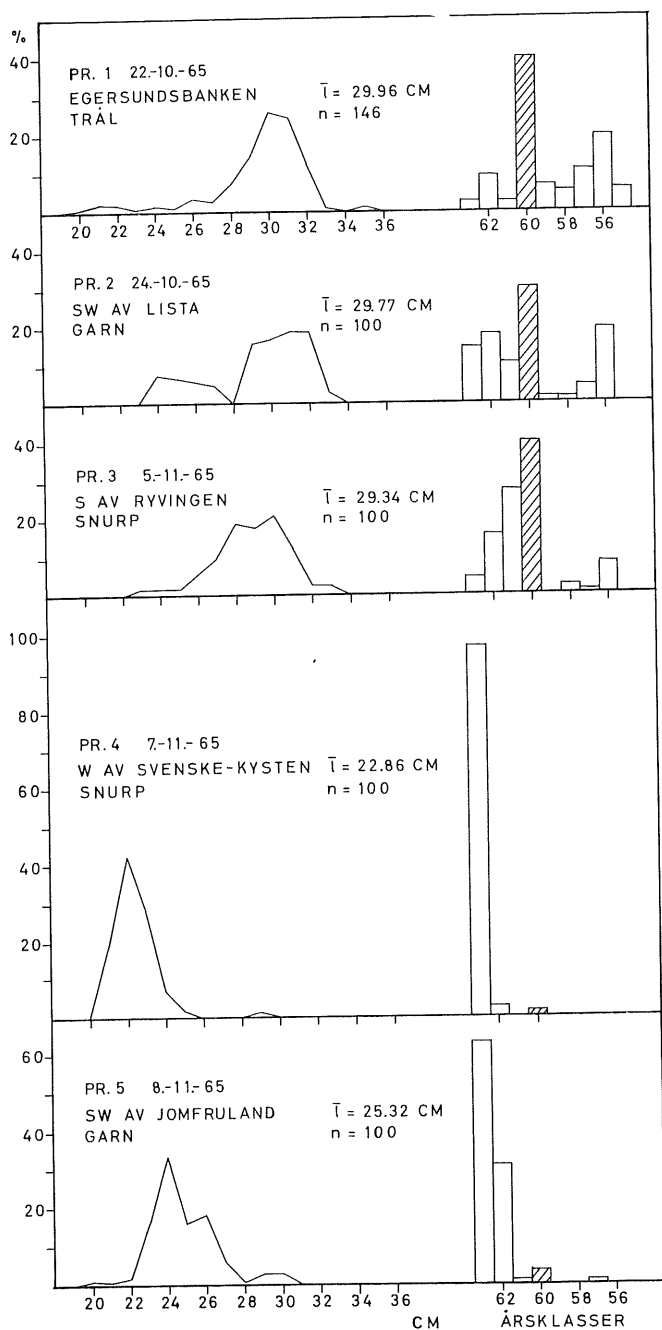 %
40
20
PR. 1 22.-10.-65
EGERSUNDSBANKEN
TRÅL
l̄ = 29.96 CM
n = 146
20 22 24 26 28 30 32 34 36
62 60 58 56
40
20
PR. 2 24.-10.-65
SW AV LISTA
GARN
l̄ = 29.77 CM
n = 100
40
20
PR. 3 5.-11.-65
S AV RYVINGEN
SNURP
l̄ = 29.34 CM
n = 100
100
80
60
40
20
PR. 4 7.-11.-65
W AV SVENSKE-KYSTEN
SNURP
l̄ = 22.86 CM
n = 100
60
40
20
PR. 5 8.-11.-65
SW AV JOMFRULAND
GARN
l̄ = 25.32 CM
n = 100
20 22 24 26 28 30 32 34 36
62 60 58 56
CM
ÅRSKLASSER